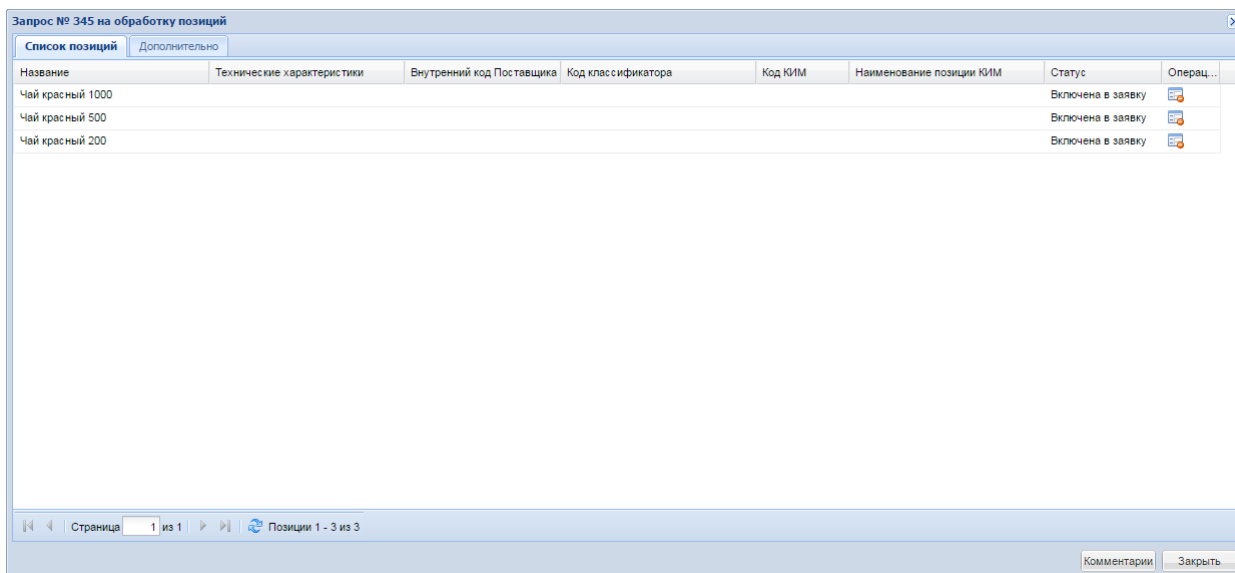 Запрос № 345 на обработку позиций
Список позиций Дополнительно
Название Технические характеристики Внутренний код Поставщика Код классификатора Код КИМ Наименование позиции КИМ Статус Операц...
Чай красный 1000 Включена в заявку
Чай красный 500 Включена в заявку
Чай красный 200 Включена в заявку
Страница 1 из 1 Позиции 1 - 3 из 3
Комментарии Закрыть